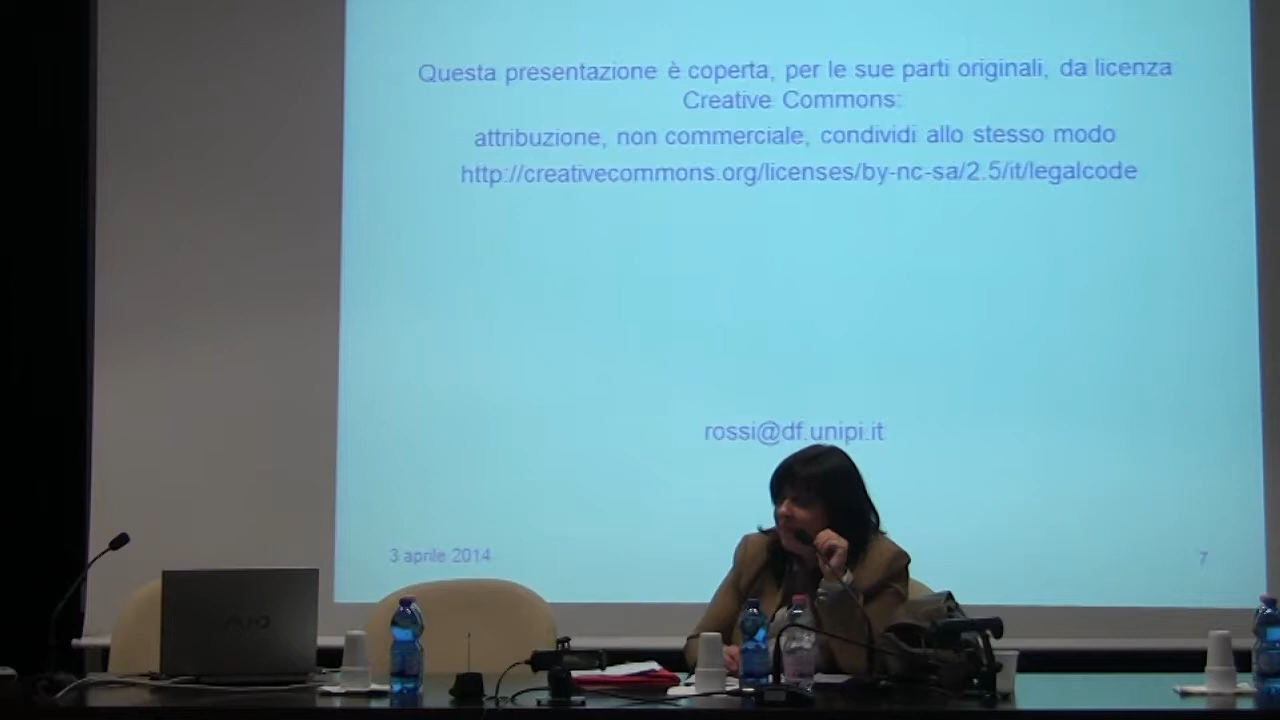 Questa presentazione è coperta, per le sue parti originali, da licenza
Creative Commons:
attribuzione, non commerciale, condividi allo stesso modo
http://creativecommons.org/licenses/by-nc-sa/2.5/it/legalcode
rossi@df.unipi.it
3 aprile 2014
7
VAIO